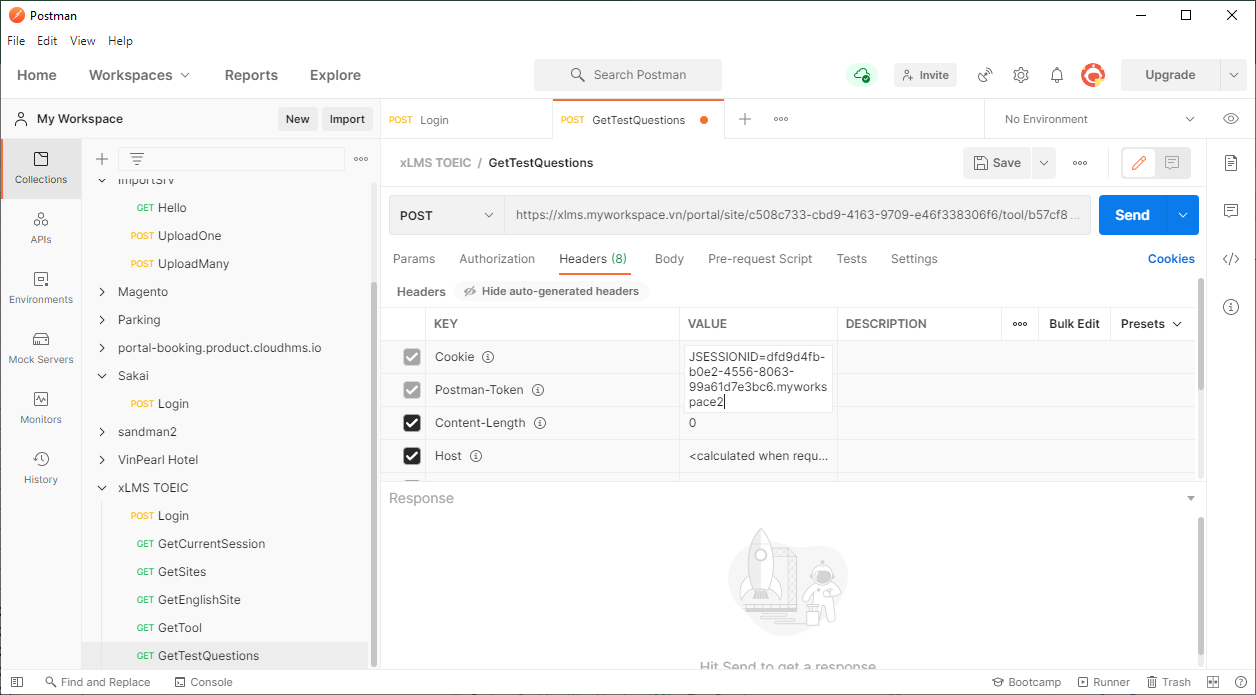 Postman
File Edit View Help
Home Workspaces Reports Explore Search Postman Invite Upgrade
My Workspace New Import
POST Login POST GetTestQuestions No Environment
xLMS TOEIC / GetTestQuestions Save
Collections
APIs
Environments
Mock Servers
Monitors
History
ImportSrv
GET Hello
POST UploadOne
POST UploadMany
Magento
Parking
portal-booking.product.cloudhms.io
Sakai
POST Login
sandman2
VinPearl Hotel
xLMS TOEIC
POST Login
GET GetCurrentSession
GET GetSites
GET GetEnglishSite
GET GetTool
GET GetTestQuestions
POST https://xlms.myworkspace.vn/portal/site/c508c733-cbd9-4163-9709-e46f338306f6/tool/b57cf8 ... Send
Params Authorization Headers (8) Body Pre-request Script Tests Settings Cookies
Headers Hide auto-generated headers
KEY VALUE DESCRIPTION Bulk Edit Presets
Cookie JSESSIONID=dfd9d4fb-
b0e2-4556-8063-
99a61d7e3bc6.myworks
pace2
Postman-Token
Content-Length 0
Host <calculated when requ...
Response
Hit Send to get a response
Find and Replace Console Bootcamp Runner Trash